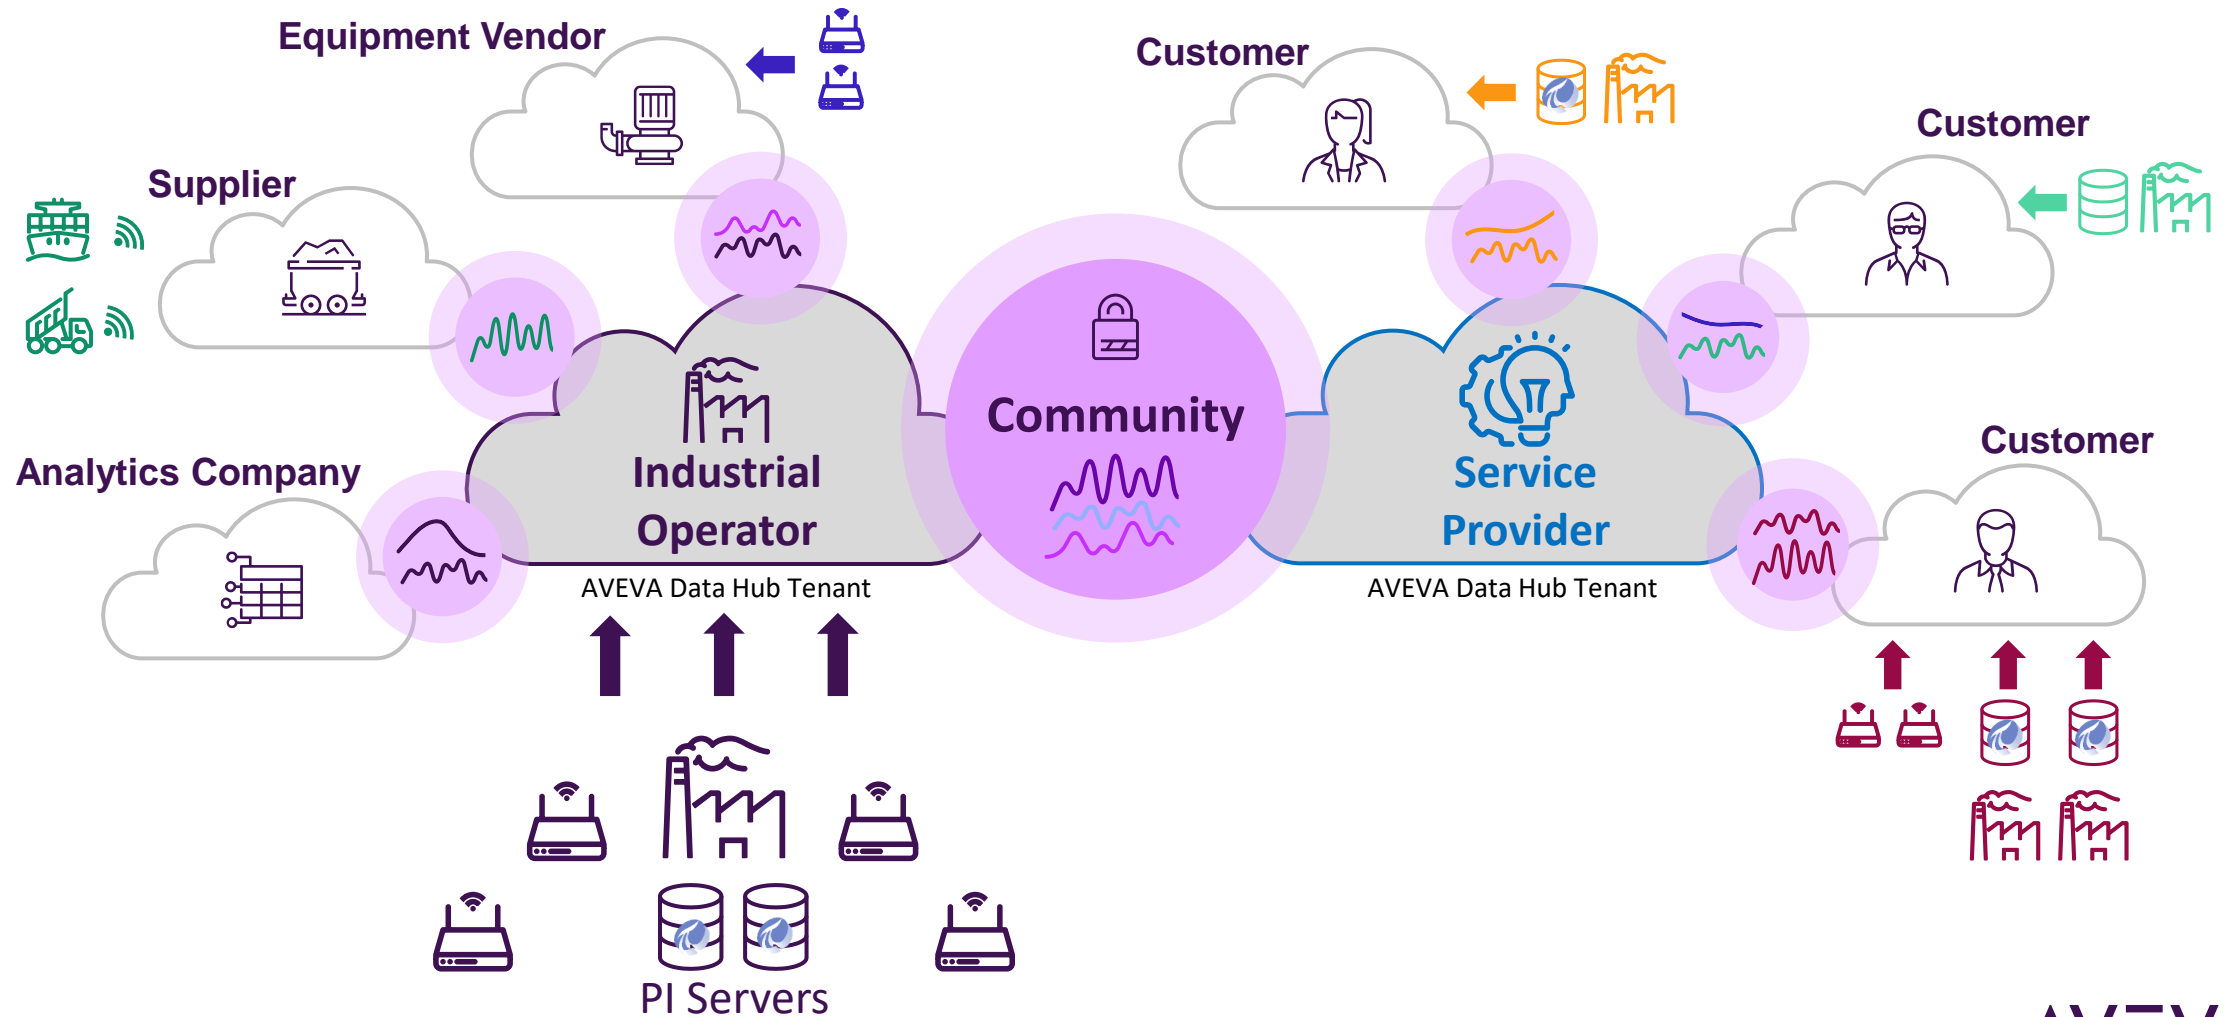 Equipment Vendor
Customer
Customer
Supplier
Community
Industrial
Operator
Service
Provider
Customer
Analytics Company
AVEVA Data Hub Tenant
AVEVA Data Hub Tenant
PI Servers